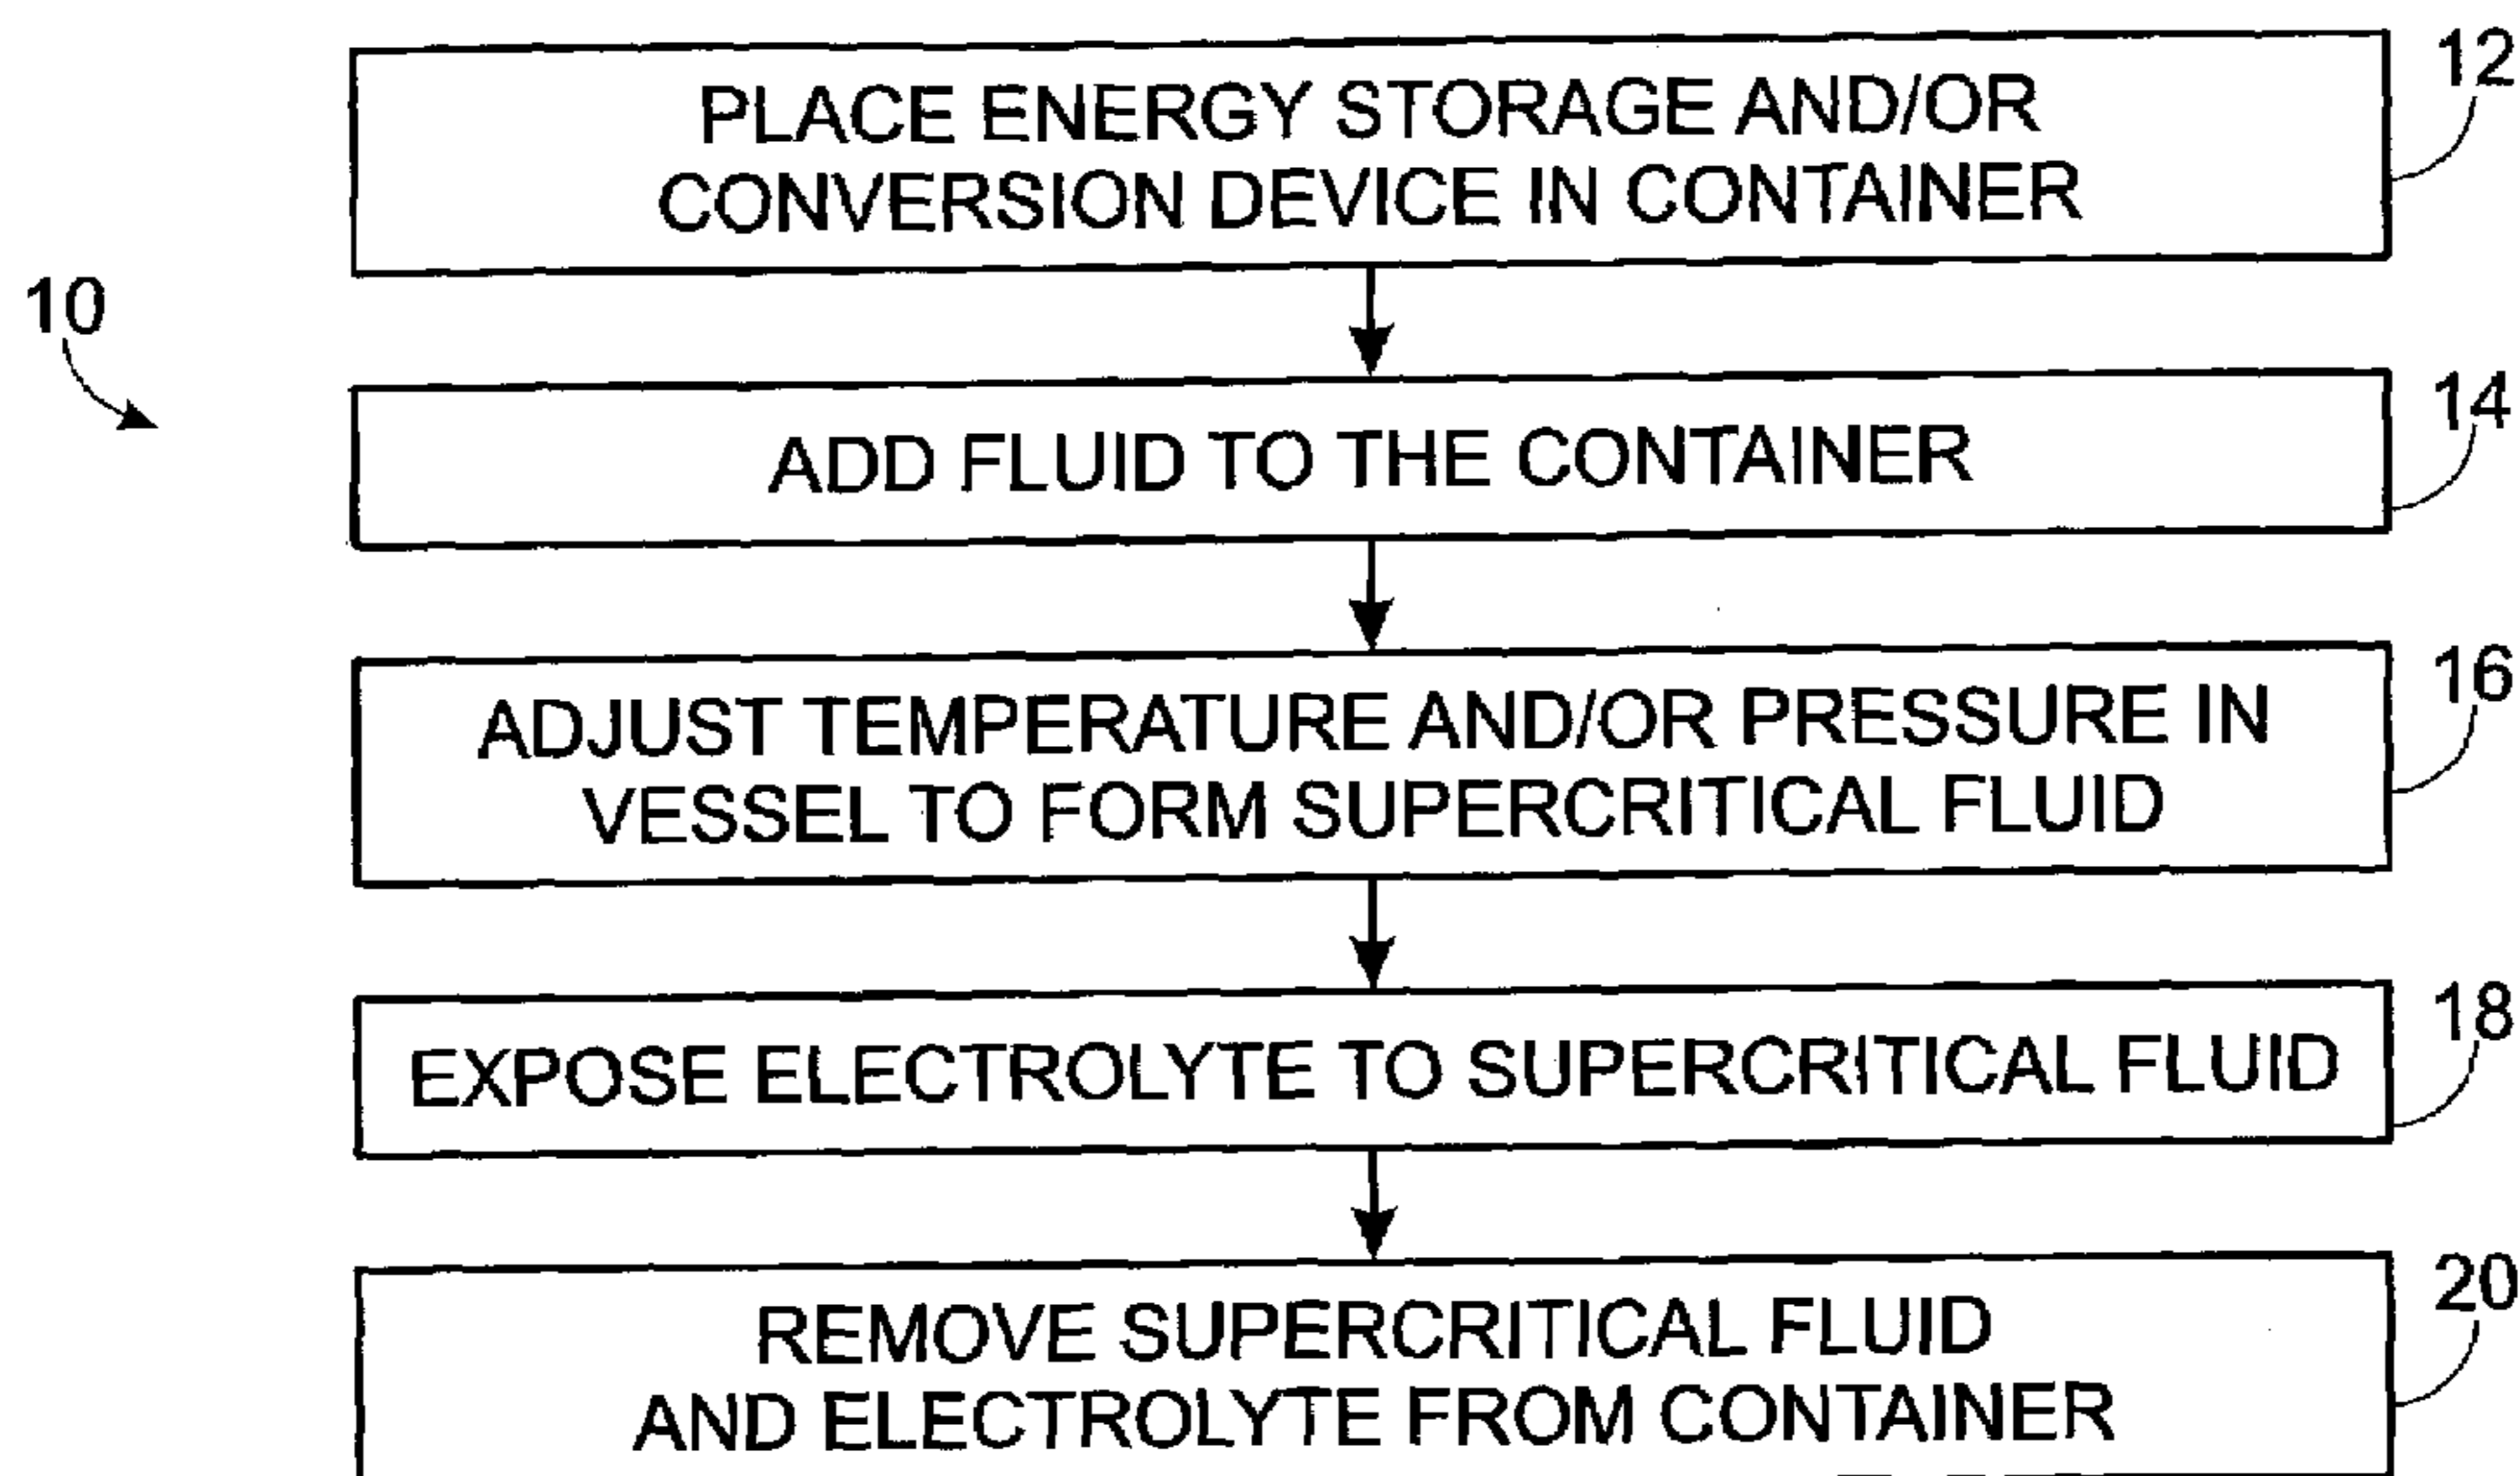 12
PLACE ENERGY STORAGE AND/OR
CONVERSION DEVICE IN CONTAINER
10
14
ADD FLUID TO THE CONTAINER
16
ADJUST TEMPERATURE AND/OR PRESSURE IN
VESSEL TO FORM SUPERCRITICAL FLUID
18
EXPOSE ELECTROLYTE TO SUPERCRITICAL FLUID
20
REMOVE SUPERCRITICAL FLUID
AND ELECTROLYTE FROM CONTAINER